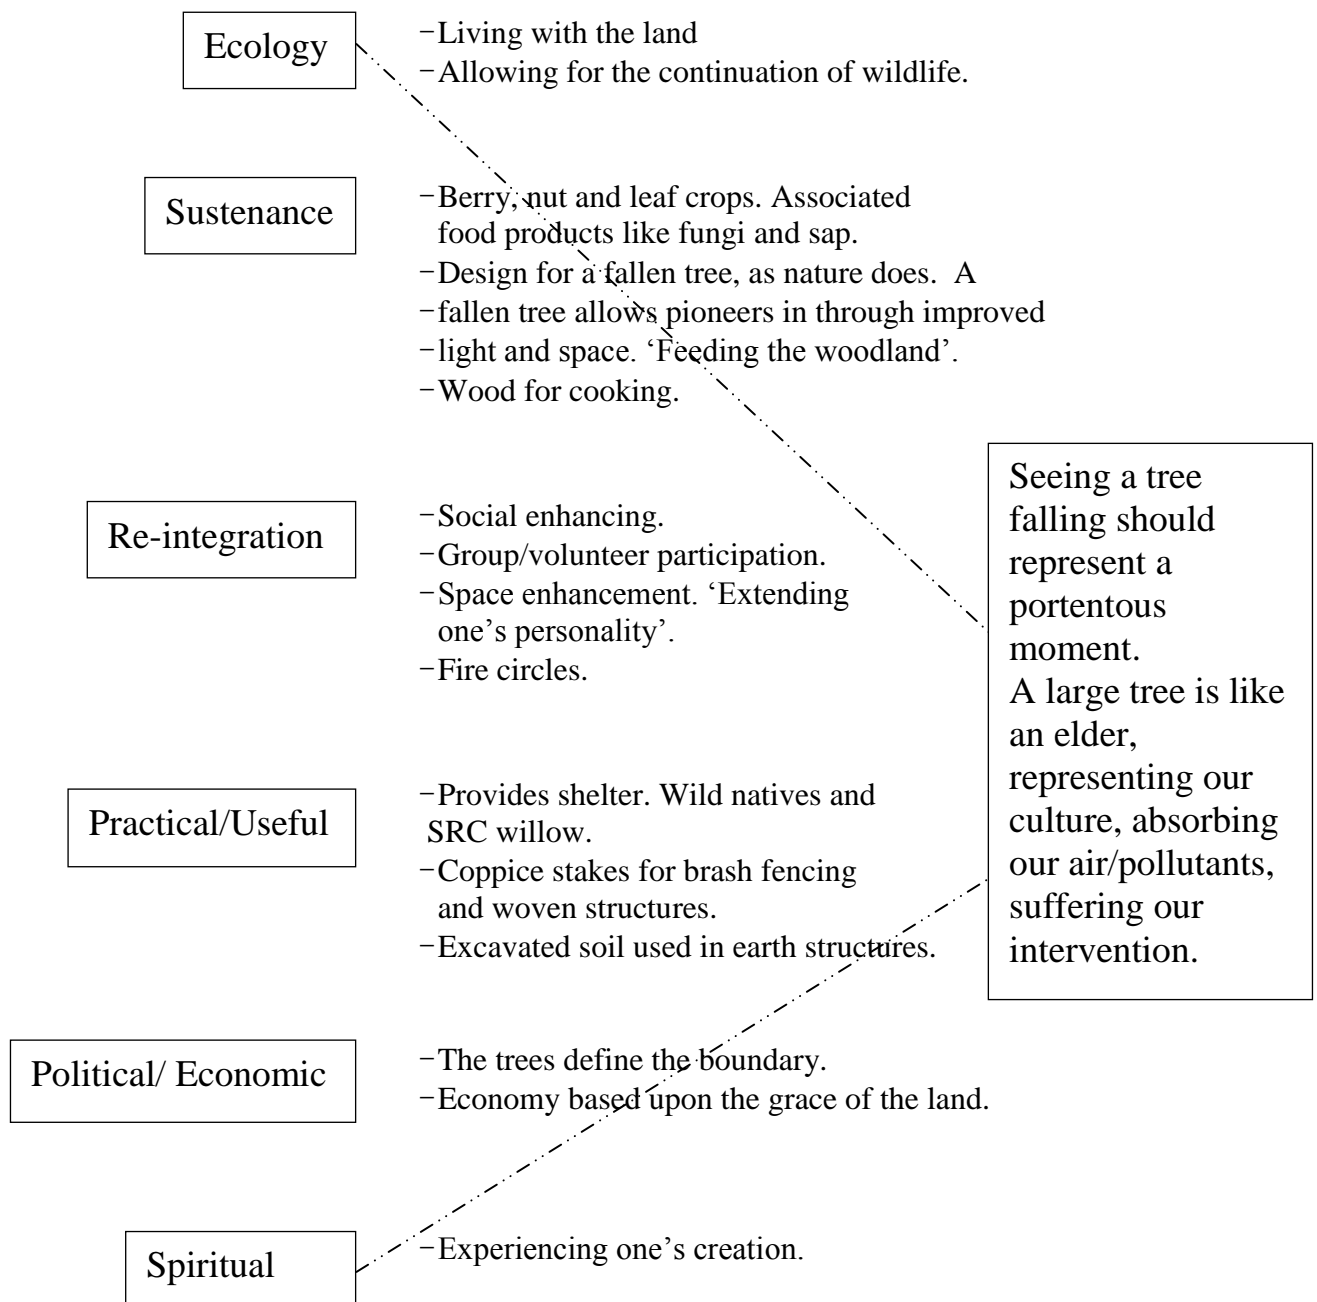 Ecology
−Living with the land
−Allowing for the continuation of wildlife.
Sustenance
−Berry, nut and leaf crops. Associated
food products like fungi and sap.
−Design for a fallen tree, as nature does.  A
−fallen tree allows pioneers in through improved
−light and space. ‘Feeding the woodland’.
−Wood for cooking.
Re-integration
−Social enhancing.
−Group/volunteer participation.
−Space enhancement. ‘Extending
one’s personality’.
−Fire circles.
Practical/Useful
−Provides shelter. Wild natives and
SRC willow.
−Coppice stakes for brash fencing
and woven structures.
−Excavated soil used in earth structures.
Political/ Economic
−The trees define the boundary.
−Economy based upon the grace of the land.
Spiritual
−Experiencing one’s creation.
Seeing a tree
falling should
represent a
portentous
moment.
A large tree is like
an elder,
representing our
culture, absorbing
our air/pollutants,
suffering our
intervention.